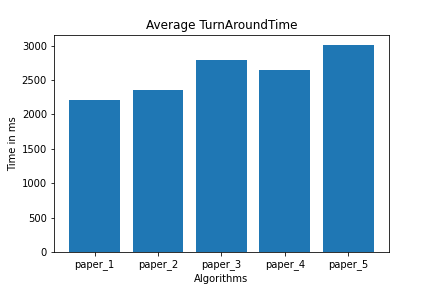 Average TurnAroundTime
Time in ms
3000
2500
2000
1500
1000
500
0
paper_1 paper_2 paper_3 paper_4 paper_5
Algorithms